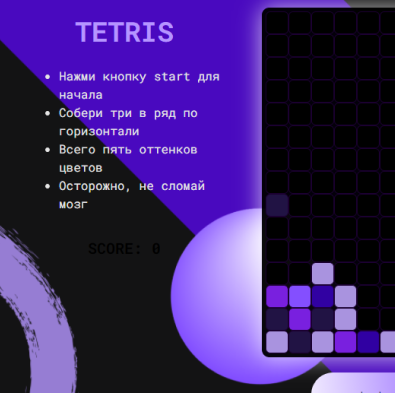 TETRIS
• Нажми кнопку start для
начала
• Собери три в ряд по
горизонтали
• Всего пять оттенков
цветов
• Осторожно, не сломай
мозг
SCORE: 0